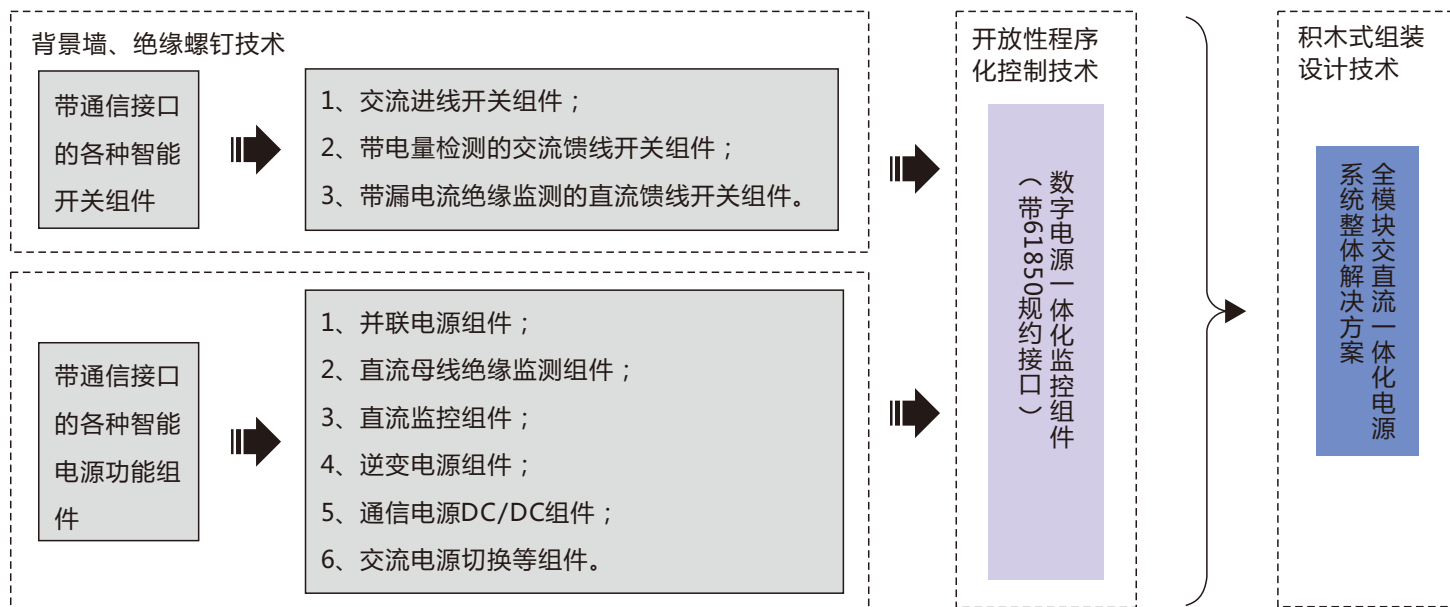 背景墙、绝缘螺钉技术
带通信接口
的各种智能
开关组件
1、交流进线开关组件；
2、带电量检测的交流馈线开关组件；
3、带漏电流绝缘监测的直流馈线开关组件。
带通信接口
的各种智能
电源功能组
件
1、并联电源组件；
2、直流母线绝缘监测组件；
3、直流监控组件；
4、逆变电源组件；
5、通信电源DC/DC组件；
6、交流电源切换等组件。
开放性程序
化控制技术
数字电源一体化监控组件
（带61850规约接口）
积木式组装
设计技术
全模块交直流一体化电源
系统整体解决方案